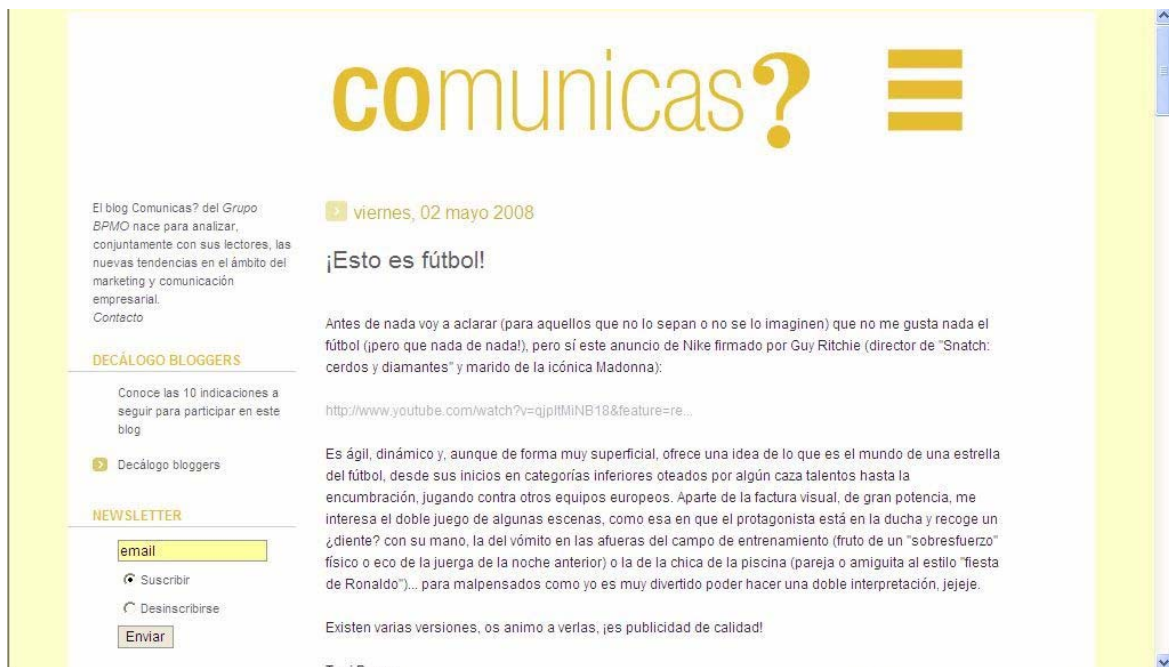 comunicas?
El blog Comunicas? del Grupo
BPMO nace para analizar,
conjuntamente con sus lectores, las
nuevas tendencias en el ámbito del
marketing y comunicación
empresarial.
Contacto
DECÁLOGO BLOGGERS
Conoce las 10 indicaciones a
seguir para participar en este
blog
Decálogo bloggers
NEWSLETTER
email
Suscribir
Desinscribirse
Enviar
viernes, 02 mayo 2008
¡Esto es fútbol!
Antes de nada voy a aclarar (para aquellos que no lo sepan o no se lo imaginen) que no me gusta nada el
fútbol (¡pero que nada de nada!), pero sí este anuncio de Nike firmado por Guy Ritchie (director de "Snatch:
cerdos y diamantes" y marido de la icónica Madonna):
http://www.youtube.com/watch?v=qjpItMiNB18&feature=re...
Es ágil, dinámico y, aunque de forma muy superficial, ofrece una idea de lo que es el mundo de una estrella
del fútbol, desde sus inicios en categorías inferiores oteados por algún caza talentos hasta la
encumbración, jugando contra otros equipos europeos. Aparte de la factura visual, de gran potencia, me
interesa el doble juego de algunas escenas, como esa en que el protagonista está en la ducha y recoge un
¿diente? con su mano, la del vómito en las afueras del campo de entrenamiento (fruto de un "sobresfuerzo"
físico o eco de la juerga de la noche anterior) o la de la chica de la piscina (pareja o amiguita al estilo "fiesta
de Ronaldo")... para malpensados como yo es muy divertido poder hacer una doble interpretación, jejeje.
Existen varias versiones, os animo a verlas, ¡es publicidad de calidad!